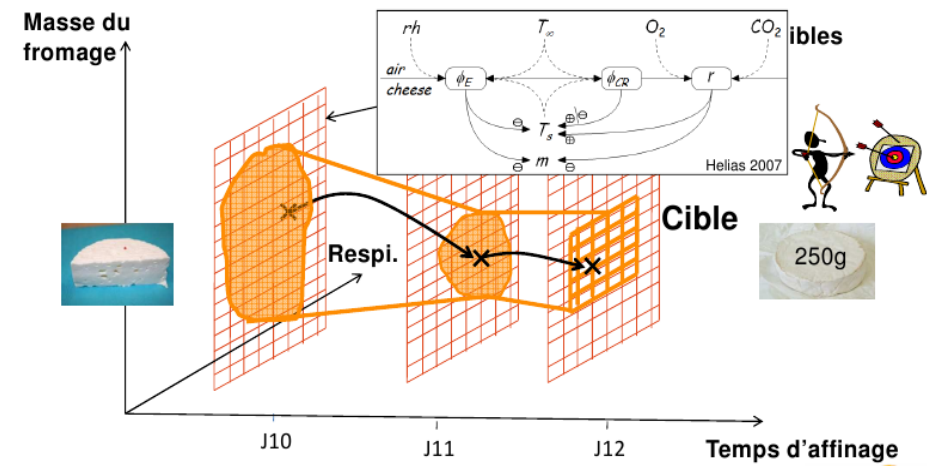 Masse du
fromage
rh
T∞
O₂
CO₂
ibles
air
cheese
ϕE
ϕCR
r
⊖
Ts
⊕
⊖
⊕
m
⊖
⊖
Helias 2007
Cible
250g
Respi.
J10
J11
J12
Temps d’affinage